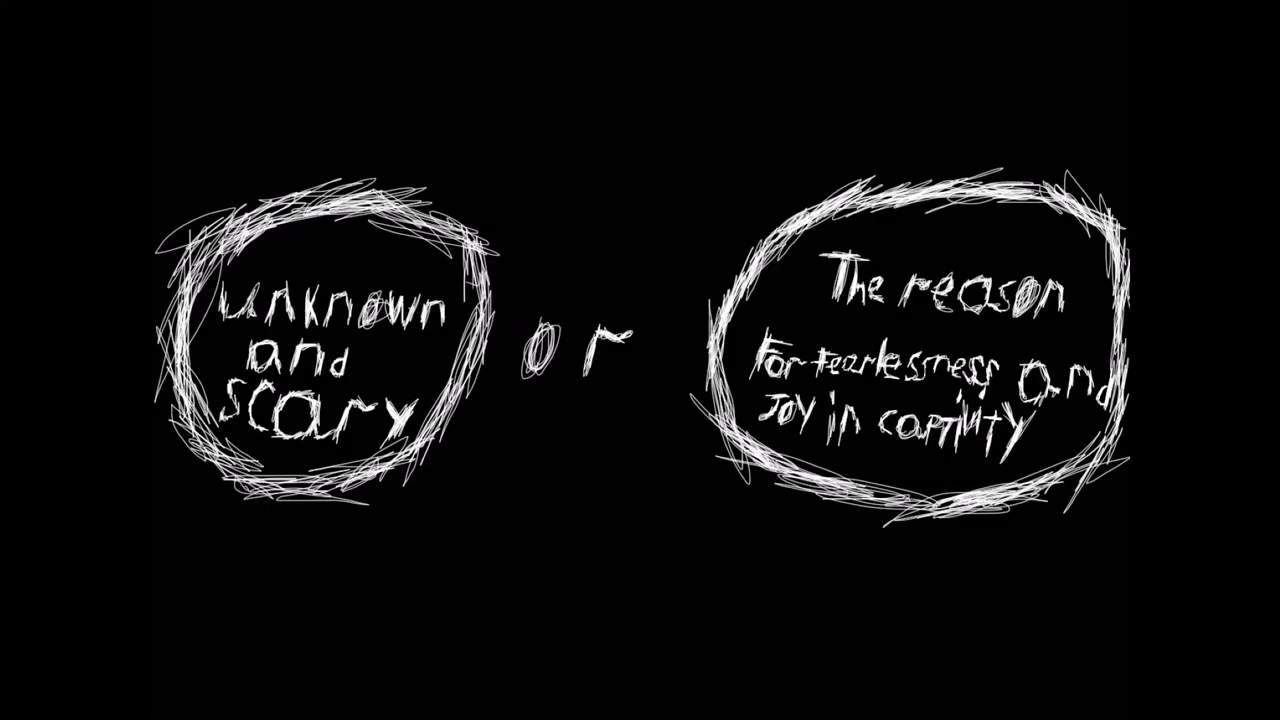 unknown
and
scary
or
The reason
For fearlessness and
Joy in captivity